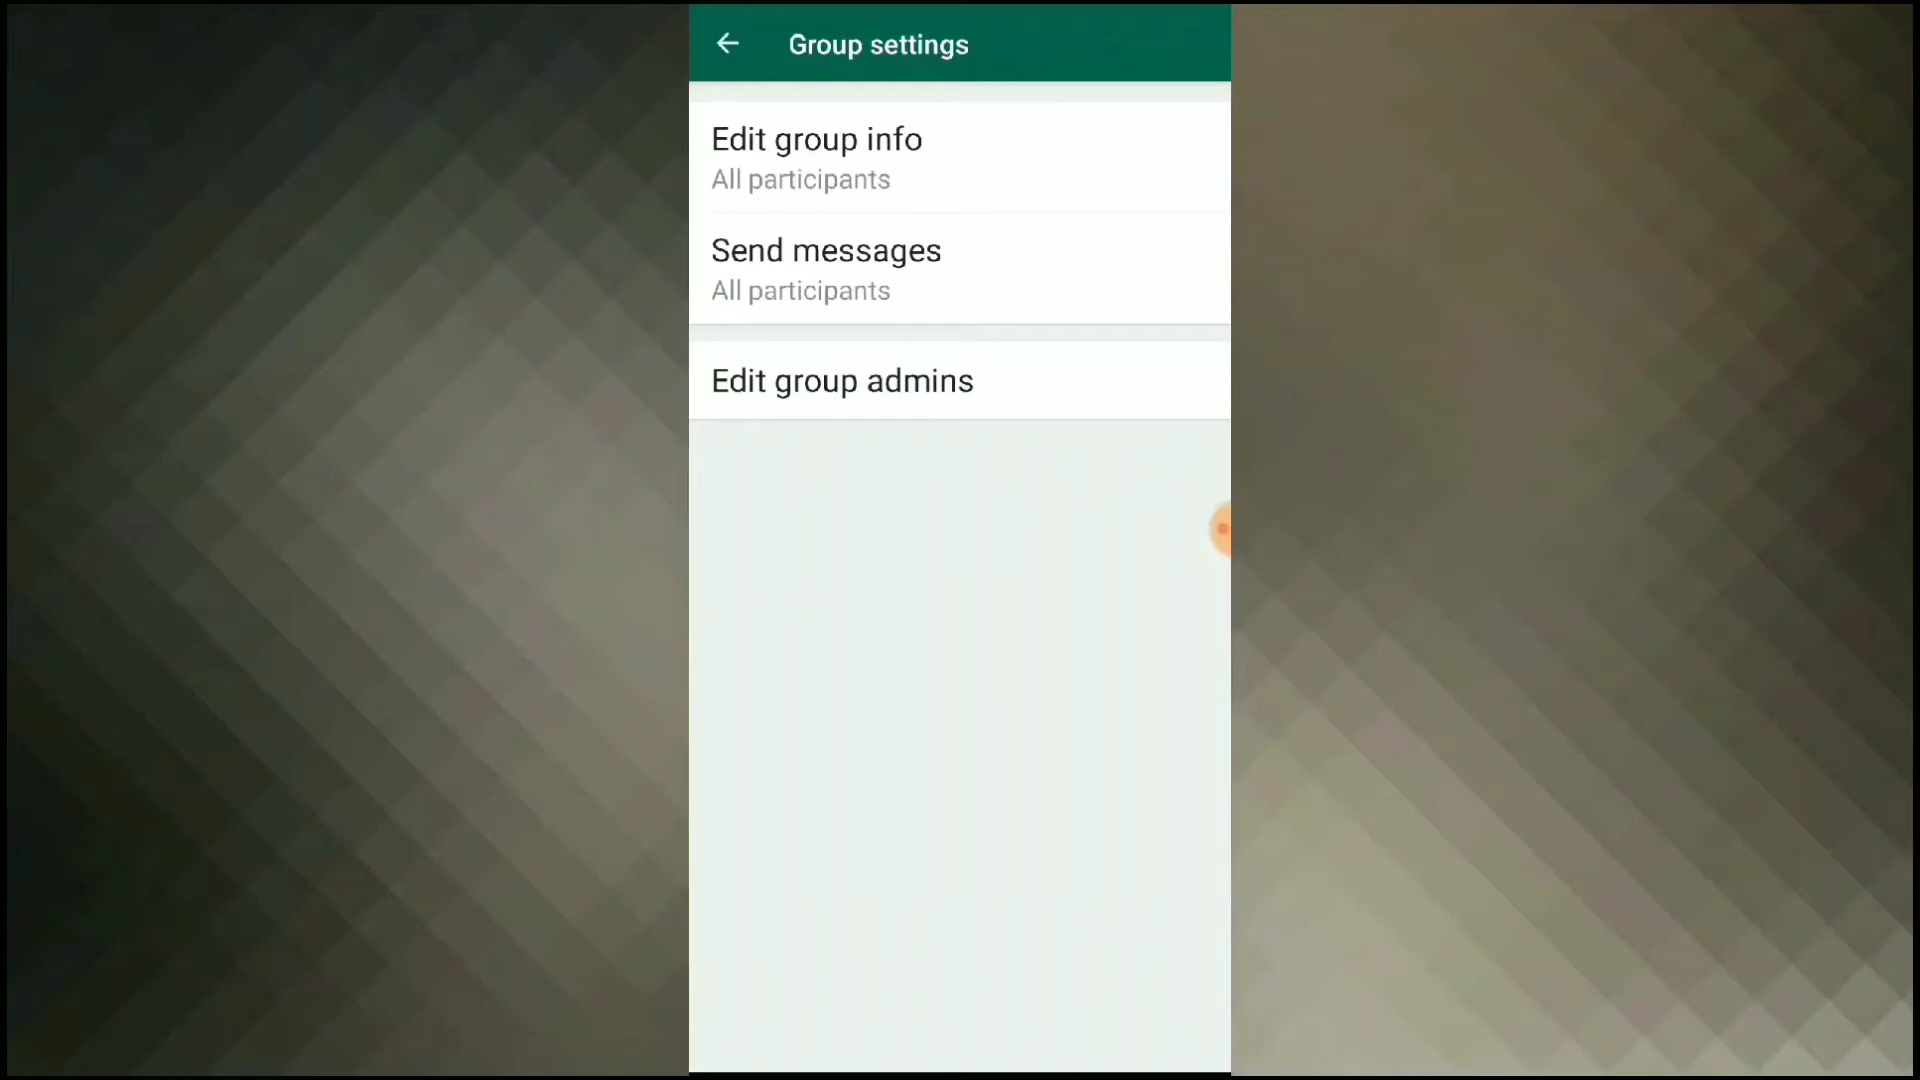 Group settings
Edit group info
All participants
Send messages
All participants
Edit group admins